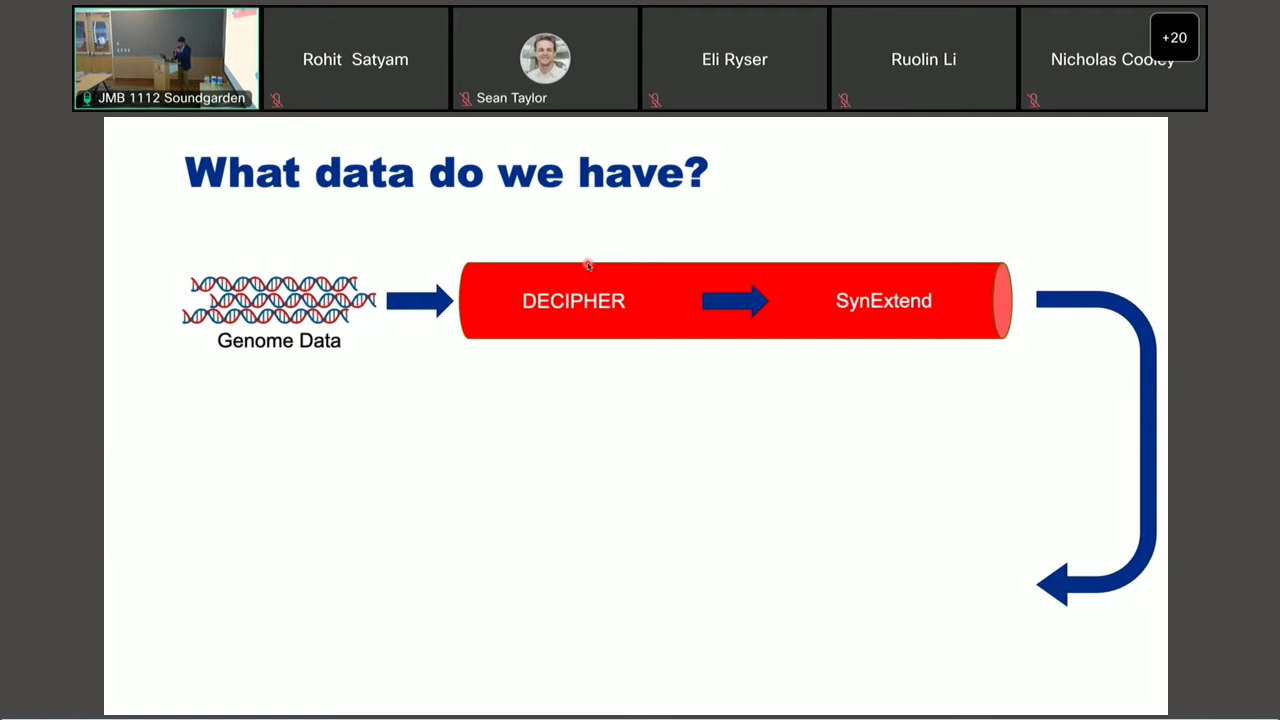 Rohit Satyam
Eli Ryser
Ruolin Li
Nicholas Cooley
+20
JMB 1112 Soundgarden
Sean Taylor
What data do we have?
DECIPHER
SynExtend
Genome Data